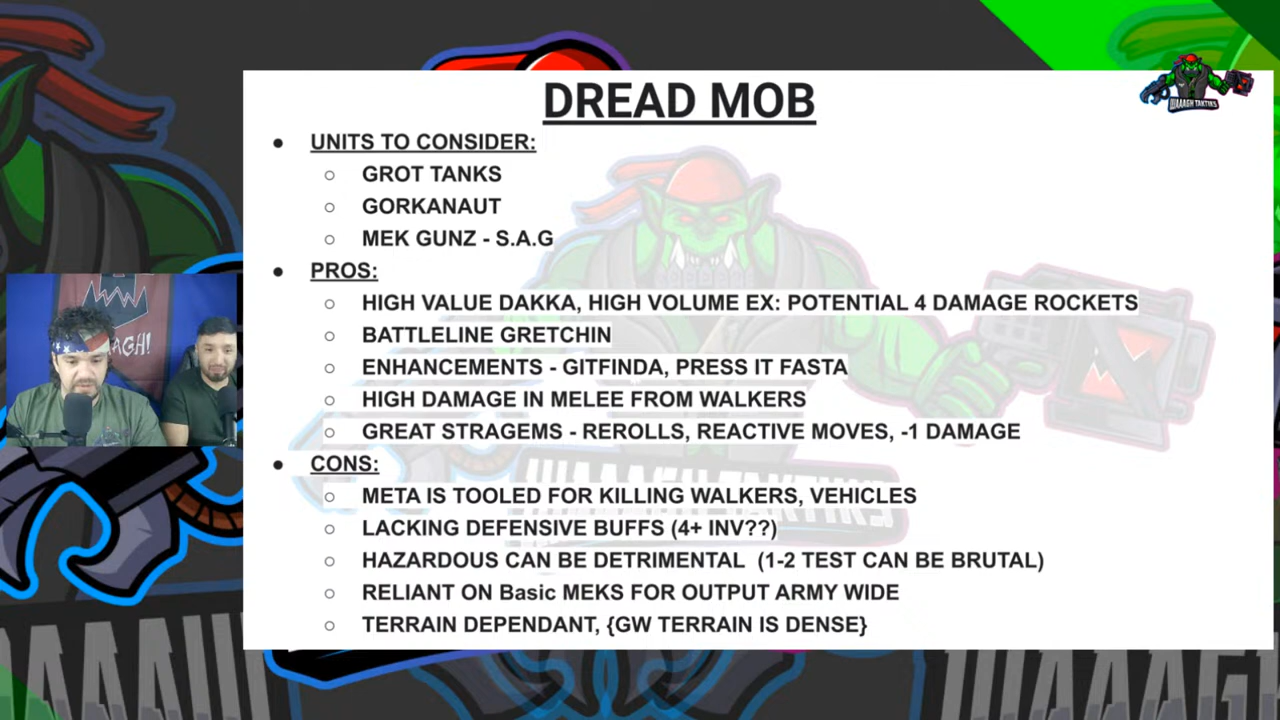 DREAD MOB
WAAAGH TAKTIKS
● UNITS TO CONSIDER:
○ GROT TANKS
○ GORKANAUT
○ MEK GUNZ - S.A.G
● PROS:
○ HIGH VALUE DAKKA, HIGH VOLUME EX: POTENTIAL 4 DAMAGE ROCKETS
○ BATTLELINE GRETCHIN
○ ENHANCEMENTS - GITFINDA, PRESS IT FASTA
○ HIGH DAMAGE IN MELEE FROM WALKERS
○ GREAT STRAGEMS - REROLLS, REACTIVE MOVES, -1 DAMAGE
● CONS:
○ META IS TOOLED FOR KILLING WALKERS, VEHICLES
○ LACKING DEFENSIVE BUFFS (4+ INV??)
○ HAZARDOUS CAN BE DETRIMENTAL (1-2 TEST CAN BE BRUTAL)
○ RELIANT ON Basic MEKS FOR OUTPUT ARMY WIDE
○ TERRAIN DEPENDANT, {GW TERRAIN IS DENSE}